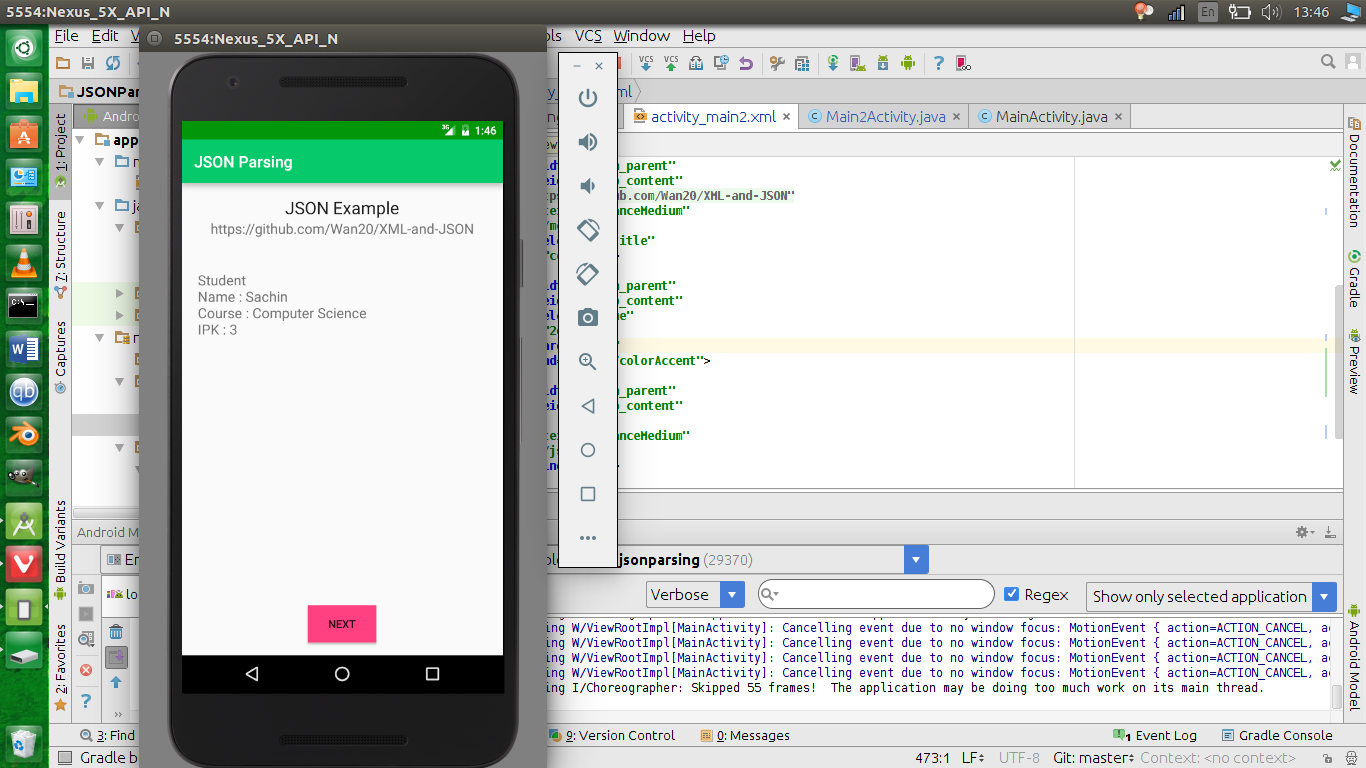 5554:Nexus_5X_API_N
En
13:46
File Edit V
VCS Window Help
5554:Nexus_5X_API_N
JSONPar
Andro
activity_main2.xml
Main2Activity.java
MainActivity.java
1: Project
7: Structure
Captures
Build Variants
2: Favorites
app
1:46
JSON Parsing
JSON Example
https://github.com/Wan20/XML-and-JSON
Student
Name : Sachin
Course : Computer Science
IPK : 3
NEXT
_parent"
_content"
b.com/Wan20/XML-and-JSON"
anceMedium"
itle"
_parent"
_content"
/colorAccent">
_parent"
_content"
anceMedium"
Documentation
Gradle
Preview
Android Model
Android M
jsonparsing (29370)
Verbose
Regex
Show only selected application
ing W/ViewRootImpl[MainActivity]: Cancelling event due to no window focus: MotionEvent { action=ACTION_CANCEL, ac
ing W/ViewRootImpl[MainActivity]: Cancelling event due to no window focus: MotionEvent { action=ACTION_CANCEL, ac
ing W/ViewRootImpl[MainActivity]: Cancelling event due to no window focus: MotionEvent { action=ACTION_CANCEL, ac
ing W/ViewRootImpl[MainActivity]: Cancelling event due to no window focus: MotionEvent { action=ACTION_CANCEL, ac
ing I/Choreographer: Skipped 55 frames!  The application may be doing too much work on its main thread.
3: Find
9: Version Control
0: Messages
1 Event Log
Gradle Console
Gradle b
473:1 LF
UTF-8
Git: master
Context: <no context>